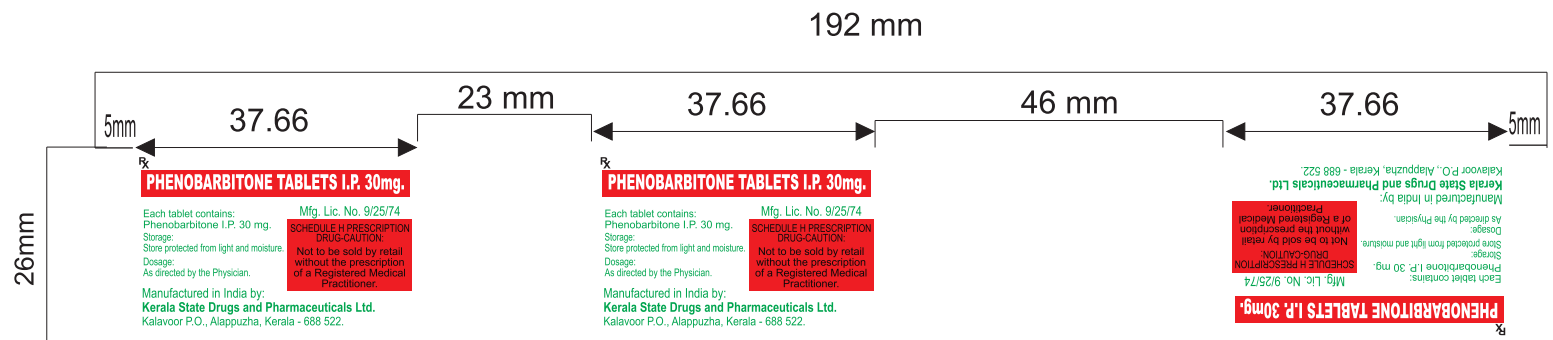 192 mm
5mm
37.66
23 mm
37.66
46 mm
37.66
5mm
26mm
Rx
PHENOBARBITONE TABLETS I.P. 30mg.
Each tablet contains:
Phenobarbitone I.P. 30 mg.
Storage:
Store protected from light and moisture.
Dosage:
As directed by the Physician.
Mfg. Lic. No. 9/25/74
SCHEDULE H PRESCRIPTION
DRUG-CAUTION:
Not to be sold by retail
without the prescription
of a Registered Medical
Practitioner.
Manufactured in India by:
Kerala State Drugs and Pharmaceuticals Ltd.
Kalavoor P.O., Alappuzha, Kerala - 688 522.
Rx
PHENOBARBITONE TABLETS I.P. 30mg.
Each tablet contains:
Phenobarbitone I.P. 30 mg.
Storage:
Store protected from light and moisture.
Dosage:
As directed by the Physician.
Mfg. Lic. No. 9/25/74
SCHEDULE H PRESCRIPTION
DRUG-CAUTION:
Not to be sold by retail
without the prescription
of a Registered Medical
Practitioner.
Manufactured in India by:
Kerala State Drugs and Pharmaceuticals Ltd.
Kalavoor P.O., Alappuzha, Kerala - 688 522.
Rx
PHENOBARBITONE TABLETS I.P. 30mg.
Each tablet contains:
Phenobarbitone I.P. 30 mg.
Storage:
Store protected from light and moisture.
Dosage:
As directed by the Physician.
Mfg. Lic. No. 9/25/74
SCHEDULE H PRESCRIPTION
DRUG-CAUTION:
Not to be sold by retail
without the prescription
of a Registered Medical
Practitioner.
Manufactured in India by:
Kerala State Drugs and Pharmaceuticals Ltd.
Kalavoor P.O., Alappuzha, Kerala - 688 522.